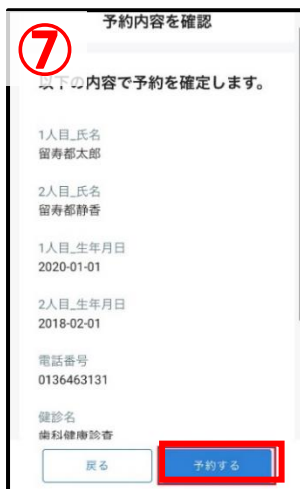 予約内容を確認
⑦
以下の内容で予約を確定します。
1人目_氏名
留寿都太郎
2人目_氏名
留寿都静香
1人目_生年月日
2020-01-01
2人目_生年月日
2018-02-01
電話番号
0136463131
健診名
歯科健康診査
戻る
予約する